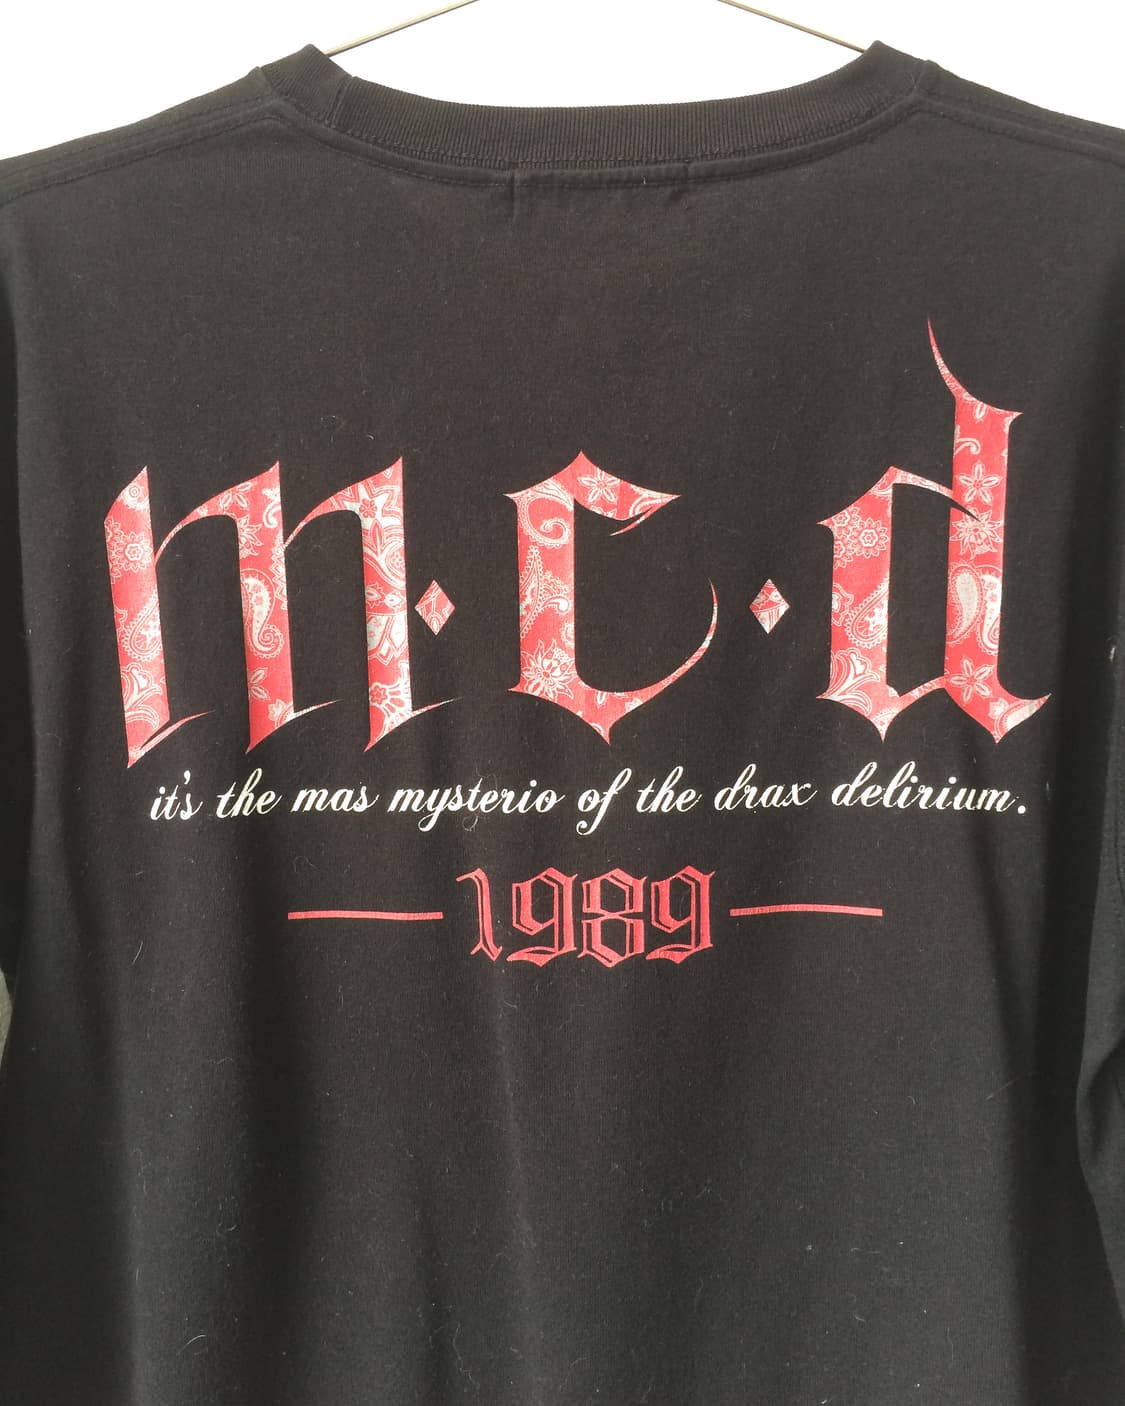 m·c·d
it's the mas mysterio of the drax delirium.
1989